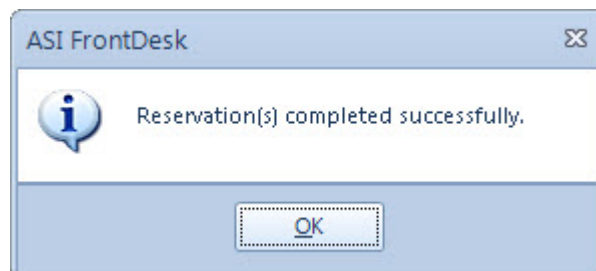 ASI FrontDesk
Reservation(s) completed successfully.
OK